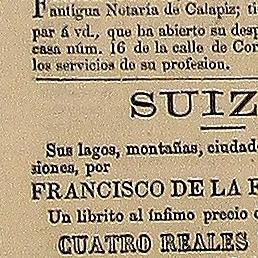 Fantigua Notaría de Calapiz; ti
par á vd., que ha abierto su desp
casa núm. 16 de la calle de Cor
los servicios de su profesion.
SUIZ
Sus lagos, montañas, ciudade
siones, por
FRANCISCO DE LA F
Un librito al ínfimo precio d
CUATRO REALES